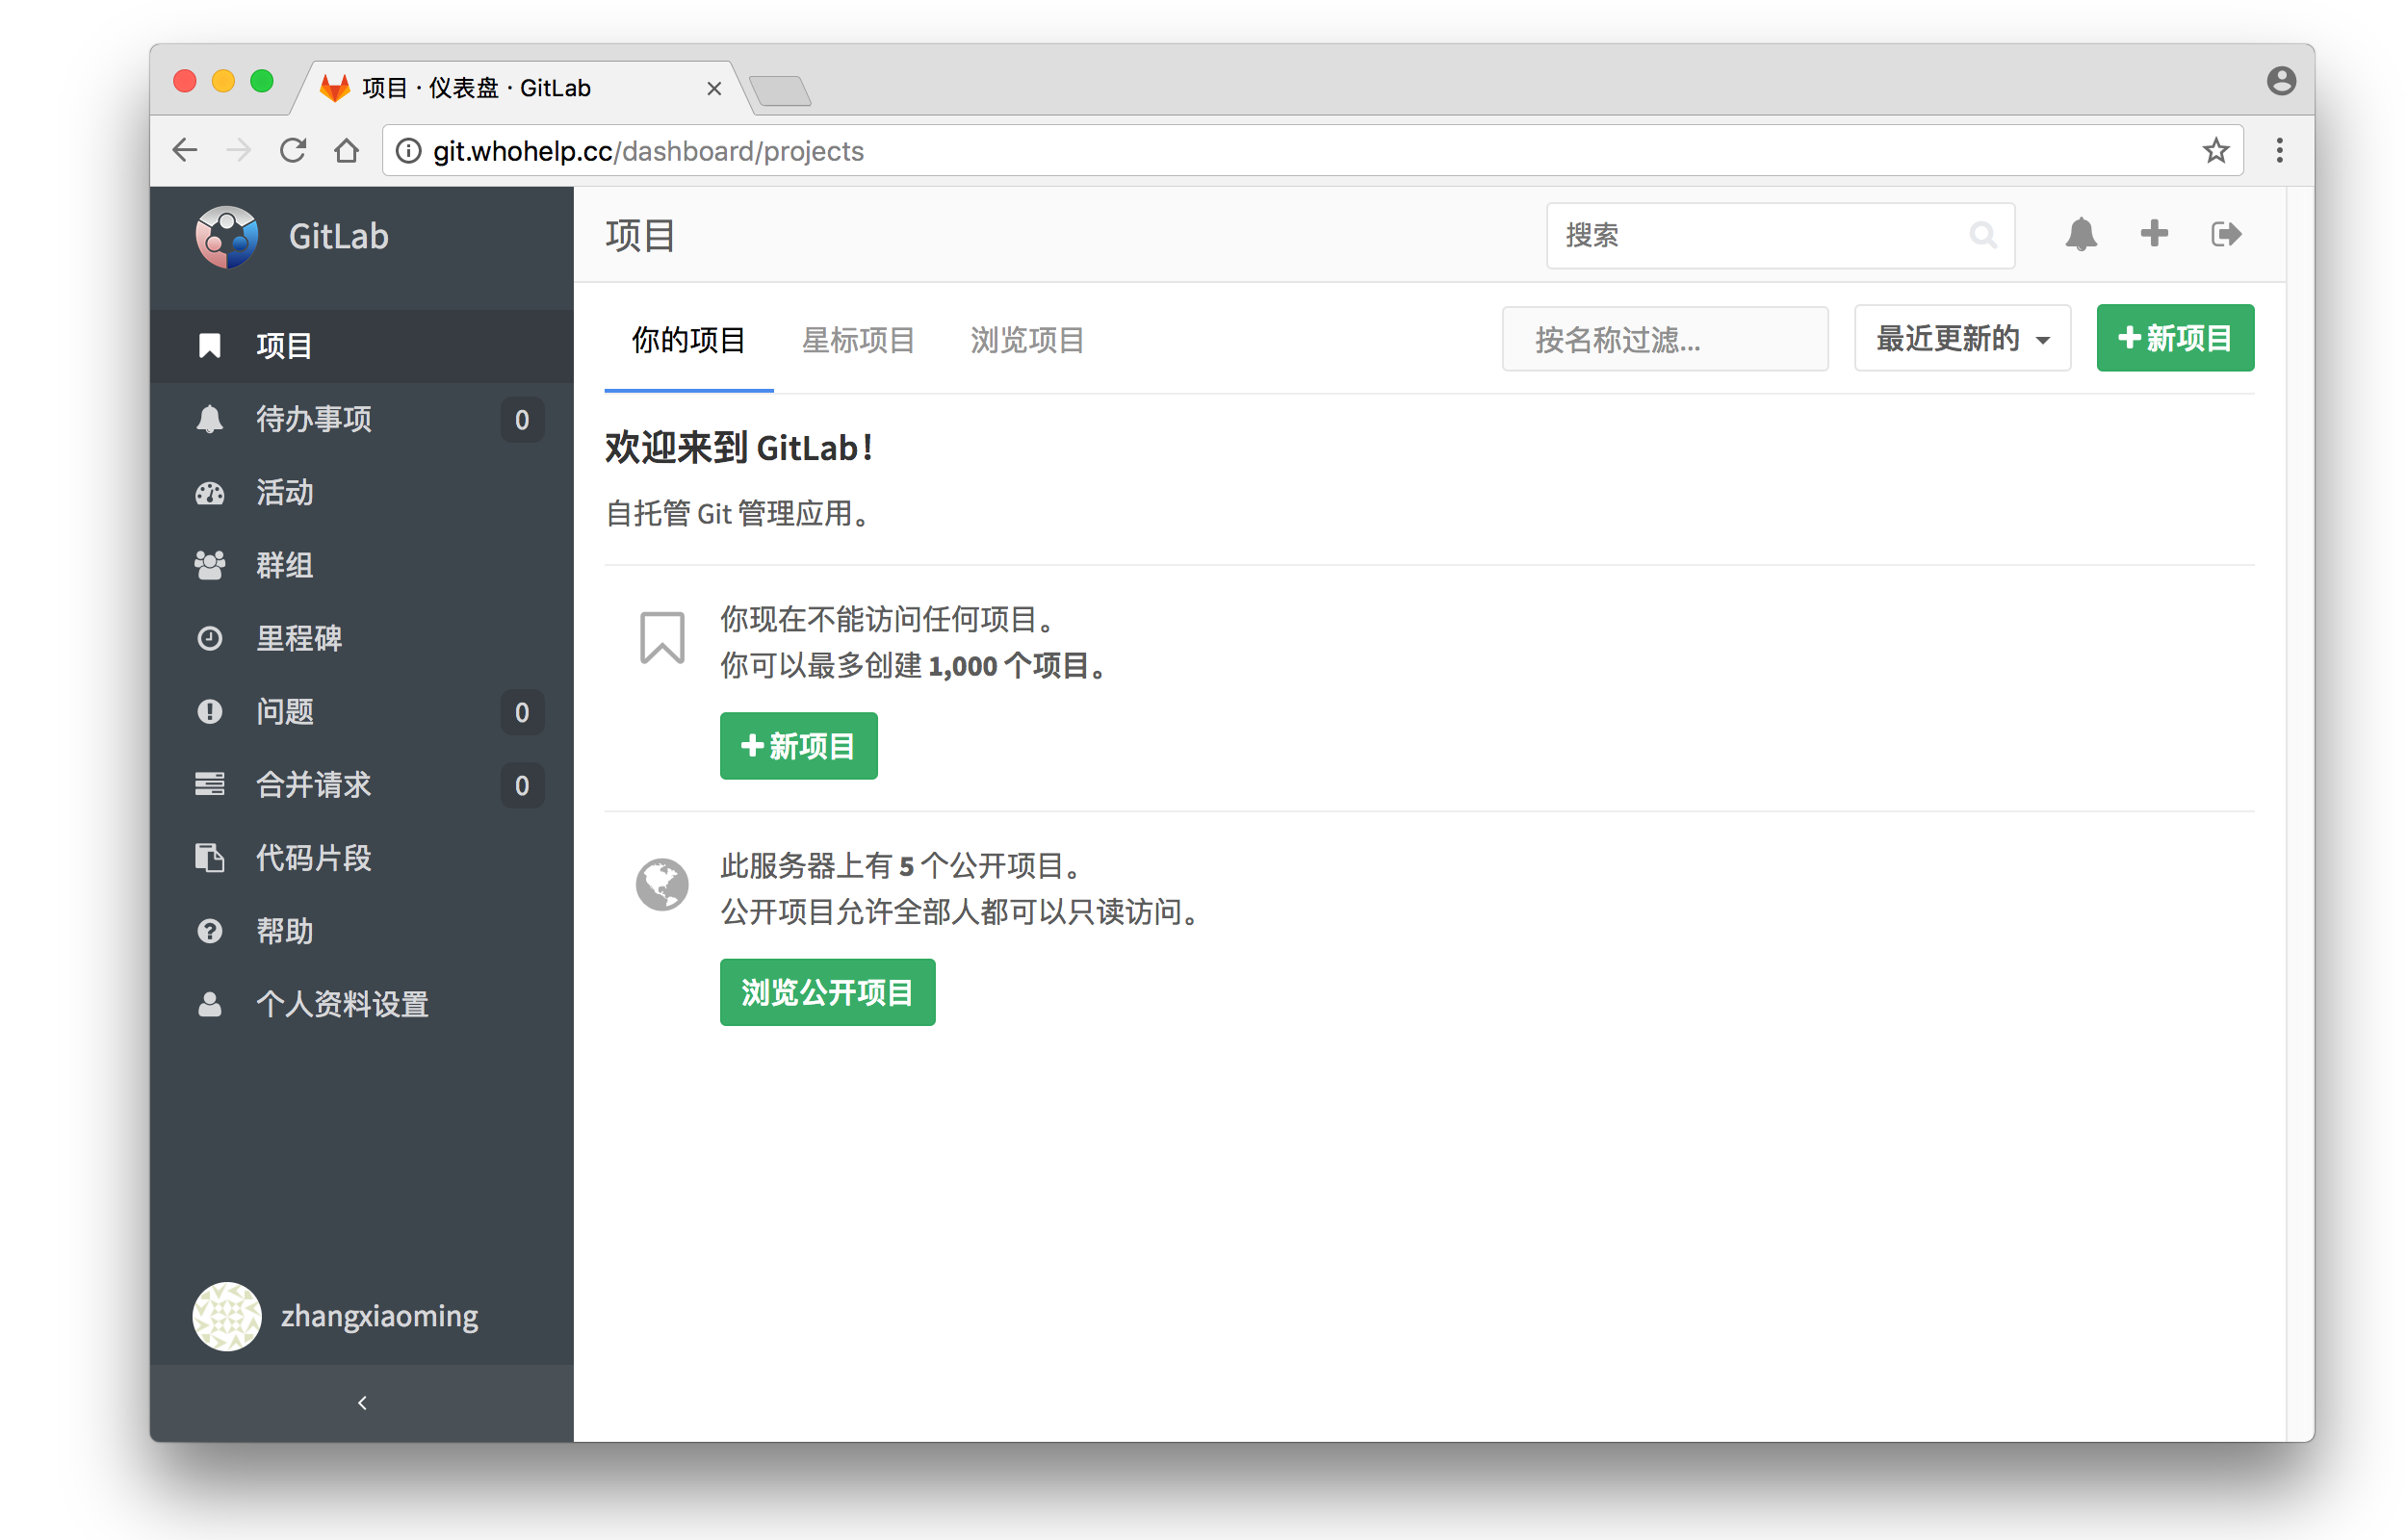 项目 · 仪表盘 · GitLab
git.whohelp.cc/dashboard/projects
GitLab
项目
搜索
项目
待办事项 0
活动
群组
里程碑
问题 0
合并请求 0
代码片段
帮助
个人资料设置
zhangxiaoming
你的项目 星标项目 浏览项目
按名称过滤...
最近更新的
新项目
欢迎来到 GitLab！
自托管 Git 管理应用。
你现在不能访问任何项目。
你可以最多创建 1,000 个项目。
新项目
此服务器上有 5 个公开项目。
公开项目允许全部人都可以只读访问。
浏览公开项目